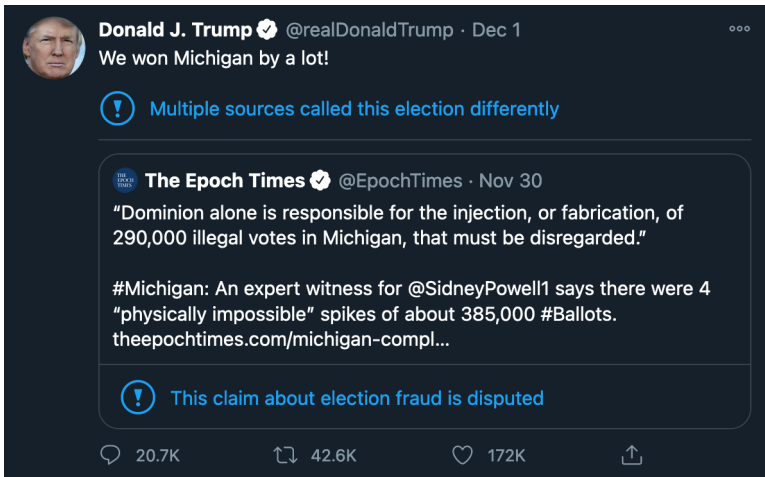 Donald J. Trump @realDonaldTrump · Dec 1
We won Michigan by a lot!
Multiple sources called this election differently
THE EPOCH TIMES
The Epoch Times @EpochTimes · Nov 30
“Dominion alone is responsible for the injection, or fabrication, of
290,000 illegal votes in Michigan, that must be disregarded.”
#Michigan: An expert witness for @SidneyPowell1 says there were 4
“physically impossible” spikes of about 385,000 #Ballots.
theepochtimes.com/michigan-compl...
This claim about election fraud is disputed
20.7K 42.6K 172K